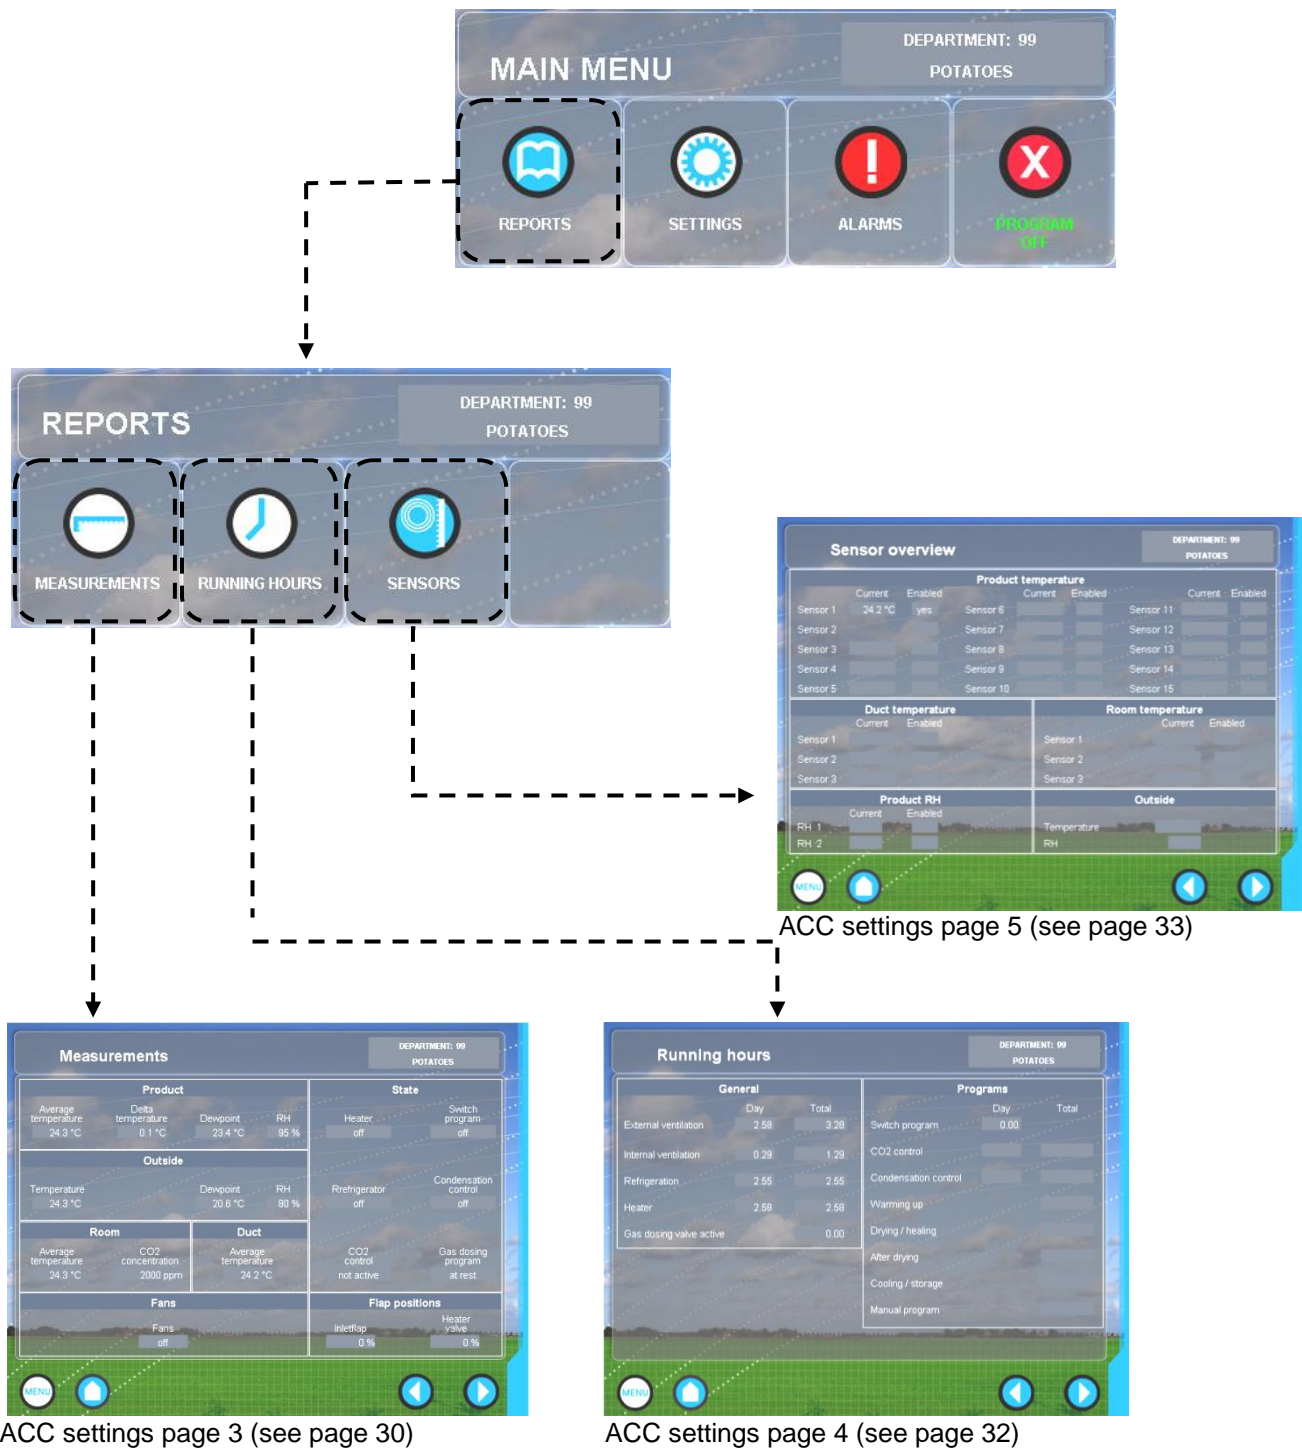 MAIN MENU
DEPARTMENT: 99
POTATOES
REPORTS
SETTINGS
ALARMS
PROGRAM
OFF
REPORTS
DEPARTMENT: 99
POTATOES
MEASUREMENTS
RUNNING HOURS
SENSORS
Sensor overview
DEPARTMENT: 99
POTATOES
Product temperature
Current Enabled Current Enabled Current Enabled
Sensor 1 24.2 °C yes Sensor 6 Sensor 11
Sensor 2 Sensor 7 Sensor 12
Sensor 3 Sensor 8 Sensor 13
Sensor 4 Sensor 9 Sensor 14
Sensor 5 Sensor 10 Sensor 15
Duct temperature Room temperature
Current Enabled Current Enabled
Sensor 1 Sensor 1
Sensor 2 Sensor 2
Sensor 3 Sensor 3
Product RH Outside
Current Enabled
RH 1 Temperature
RH 2 RH
MENU
ACC settings page 5 (see page 33)
Measurements
DEPARTMENT: 99
POTATOES
Product State
Average temperature Delta temperature Dewpoint RH Heater Switch program
24.3 °C 0.1 °C 23.4 °C 95 % off off
Outside
Temperature Dewpoint RH Rrefrigerator Condensation control
24.3 °C 20.6 °C 80 % off off
Room Duct
Average temperature CO2 concentration Average temperature CO2 control Gas dosing program
24.3 °C 2000 ppm 24.2 °C not active at rest
Fans Flap positions
Fans Inletflap Heater valve
off 0 % 0 %
MENU
ACC settings page 3 (see page 30)
Running hours
DEPARTMENT: 99
POTATOES
General Programs
Day Total Day Total
External ventilation 2.58 3.28 Switch program 0.00
Internal ventilation 0.29 1.29 CO2 control
Refrigeration 2.55 2.55 Condensation control
Heater 2.58 2.58 Warming up
Gas dosing valve active 0.00 Drying / healing
After drying
Cooling / storage
Manual program
MENU
ACC settings page 4 (see page 32)